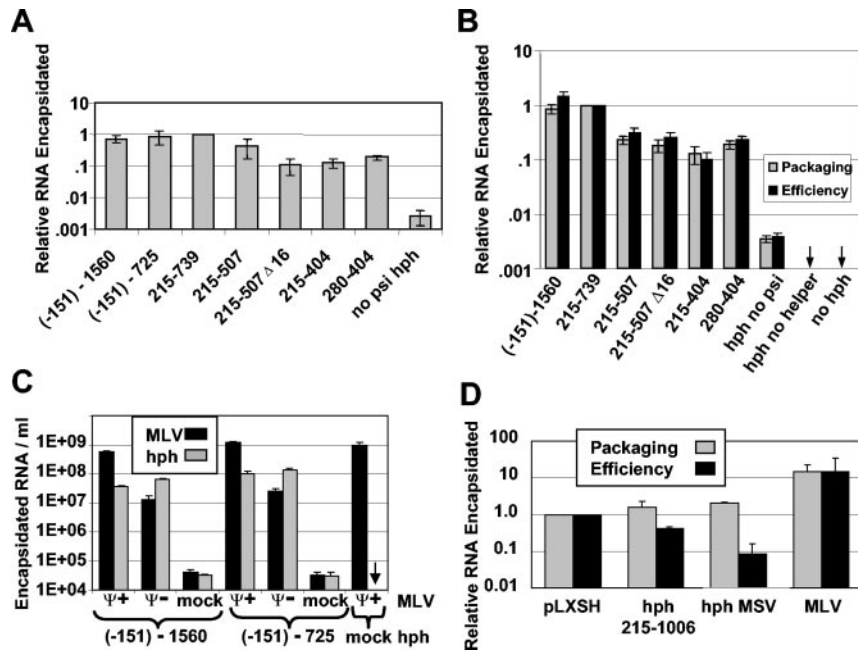 A
Relative RNA Encapsidated
10
1
0.1
.01
.001
(-151) - 1560
(-151) - 725
215-739
215-507
215-507 Δ 16
215-404
280-404
no psi hph
B
Relative RNA Encapsidated
10
1
.1
.01
.001
Packaging
Efficiency
(-151)-1560
215-739
215-507
215-507 Δ 16
215-404
280-404
hph no psi
hph no helper
no hph
C
Encapsidated RNA / ml
1E+09
1E+08
1E+07
1E+06
1E+05
1E+04
MLV
hph
Ψ+ Ψ- mock Ψ+ Ψ- mock Ψ+ MLV
(-151) - 1560 (-151) - 725 mock hph
D
Relative RNA Encapsidated
100
10
1.0
0.1
0.01
Packaging
Efficiency
pLXSH hph hph MSV MLV
215-1006